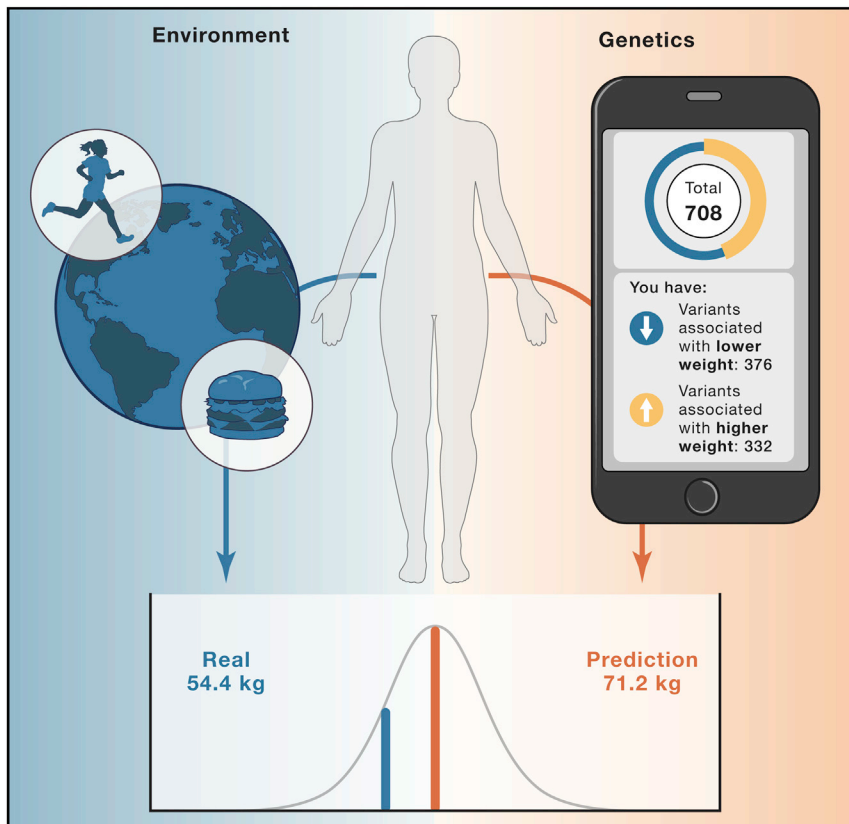 Environment
Genetics
Total
708
You have:
Variants
associated
with lower
weight: 376
Variants
associated
with higher
weight: 332
Real
54.4 kg
Prediction
71.2 kg